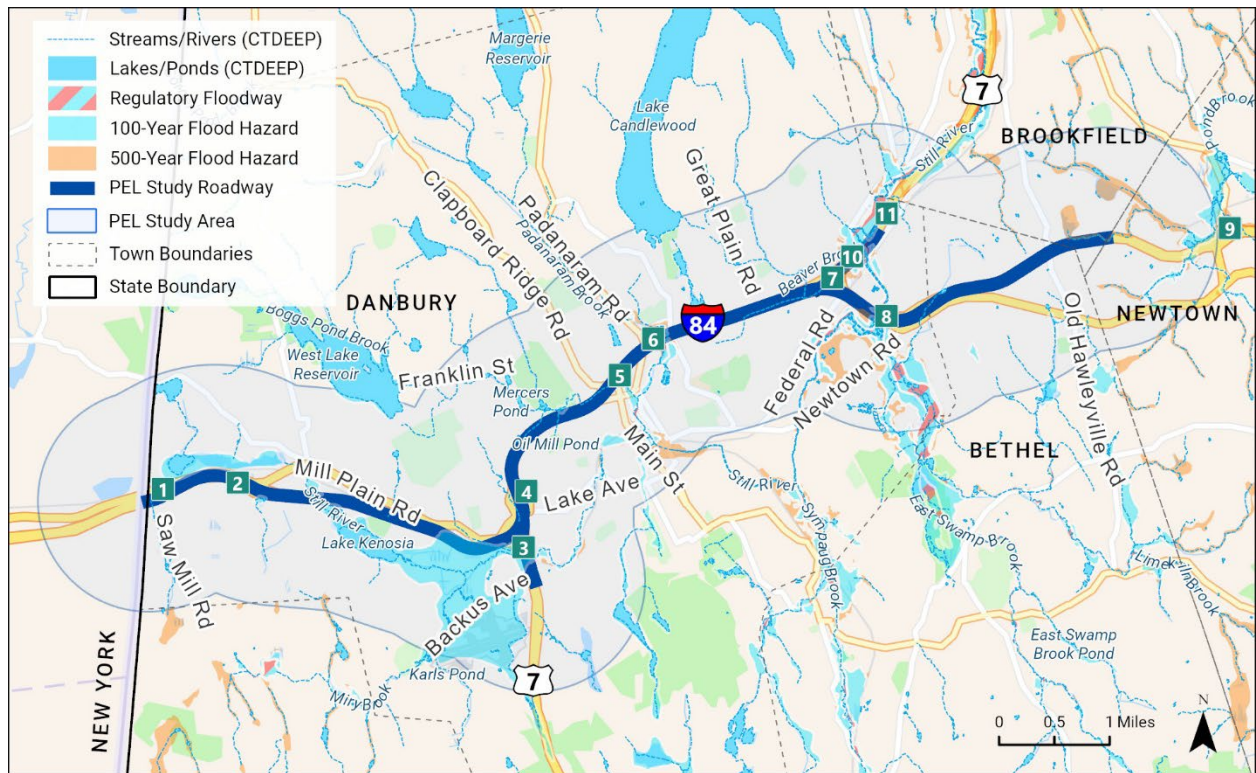 Streams/Rivers (CTDEEP)
Lakes/Ponds (CTDEEP)
Regulatory Floodway
100-Year Flood Hazard
500-Year Flood Hazard
PEL Study Roadway
PEL Study Area
Town Boundaries
State Boundary
Margerie
Reservoir
Lake
Candlewood
7
Still River
BROOKFIELD
Pond Brook
Great Plain Rd
Clapboard Ridge Rd
Padanaram Rd
Padanaram Brook
11
9
10
Beaver
7
DANBURY
Boggs Pond Brook
West Lake
Reservoir
84
8
NEWTOWN
6
Federal Rd
Newtown Rd
Old Hawleyville Rd
Franklin St
5
Mercers
Pond
Oil Mill Pond
Main St
BETHEL
1
2
Mill Plain Rd
4
Lake Ave
Still River
Still River
Sympaug Brook
East Swamp Brook
Lake Kenosia
3
Saw Mill Rd
Backus Ave
Limekiln Brook
East Swamp
Brook Pond
Karls Pond
Miry Brook
7
NEW YORK
N
0 0.5 1 Miles